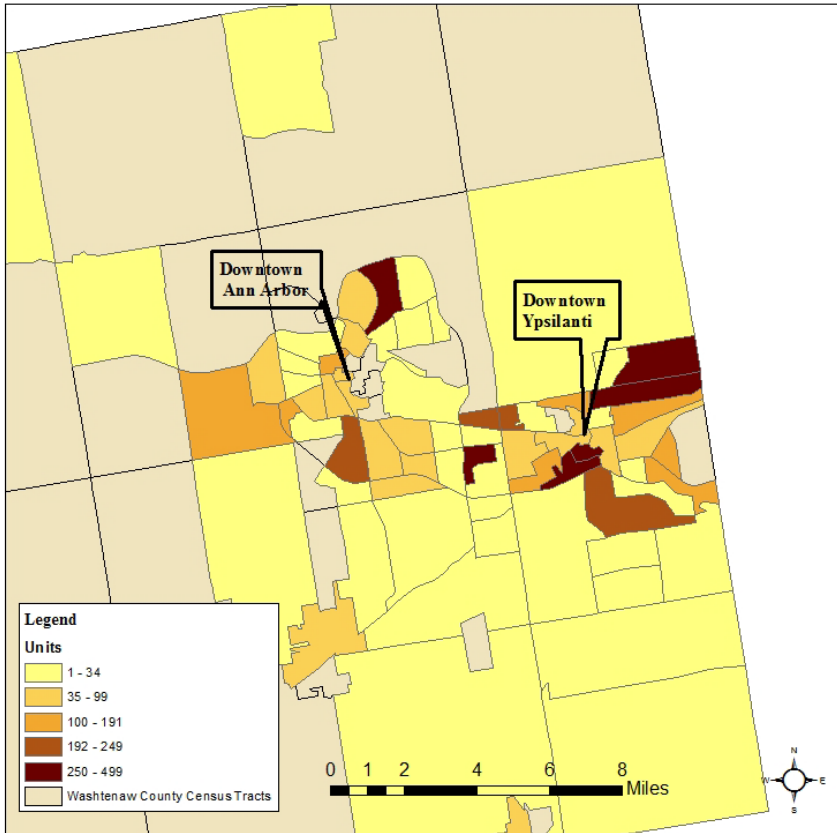 Downtown
Ann Arbor
Downtown
Ypsilanti
Legend
Units
1 - 34
35 - 99
100 - 191
192 - 249
250 - 499
Washtenaw County Census Tracts
0 1 2 4 6 8
Miles
N
W E
S